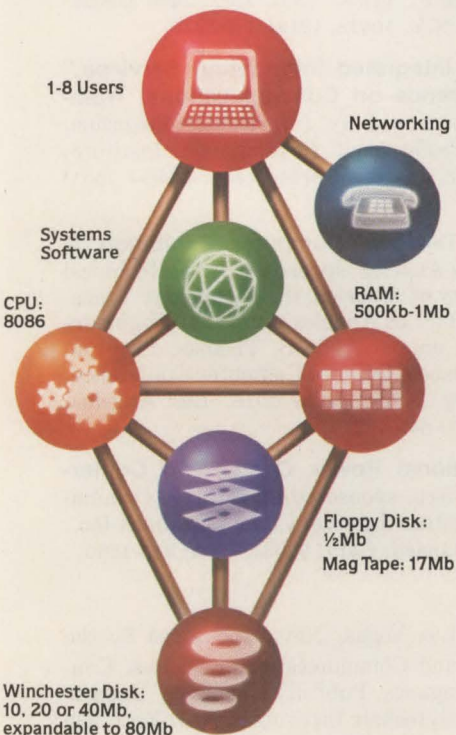 1-8 Users
Networking
Systems
Software
CPU:
8086
RAM:
500Kb-1Mb
Floppy Disk:
½Mb
Mag Tape: 17Mb
Winchester Disk:
10, 20 or 40Mb,
expandable to 80Mb